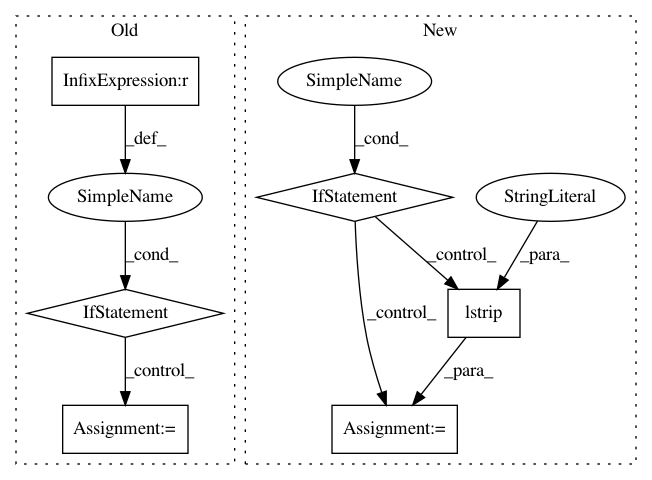 Old
InfixExpression:r
_def_
SimpleName
_cond_
IfStatement
_control_
Assignment:=
New
SimpleName
_cond_
IfStatement
StringLiteral
_control_
_para_
lstrip
_control_
_para_
Assignment:=